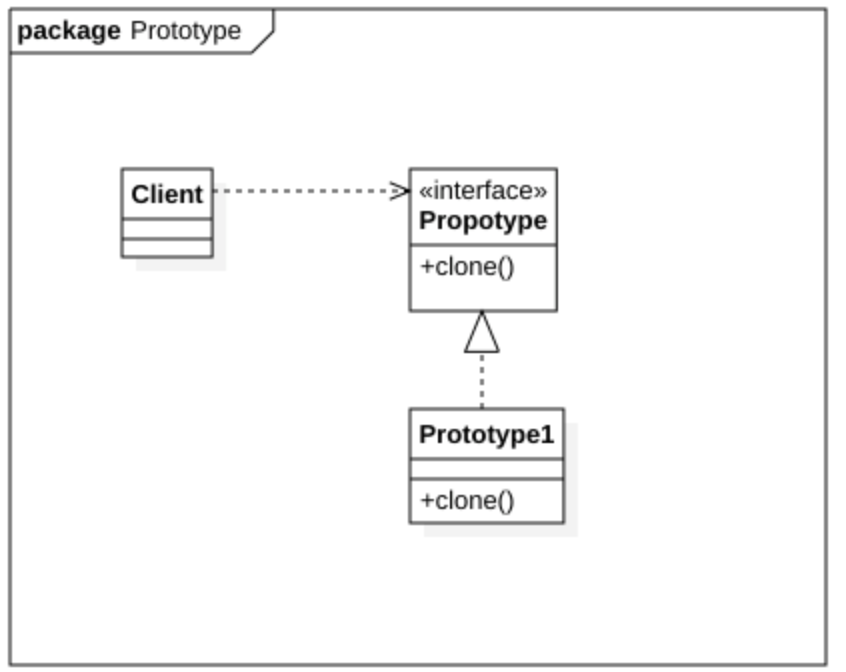 package Prototype
Client
«interface»
Propotype
+clone()
Prototype1
+clone()